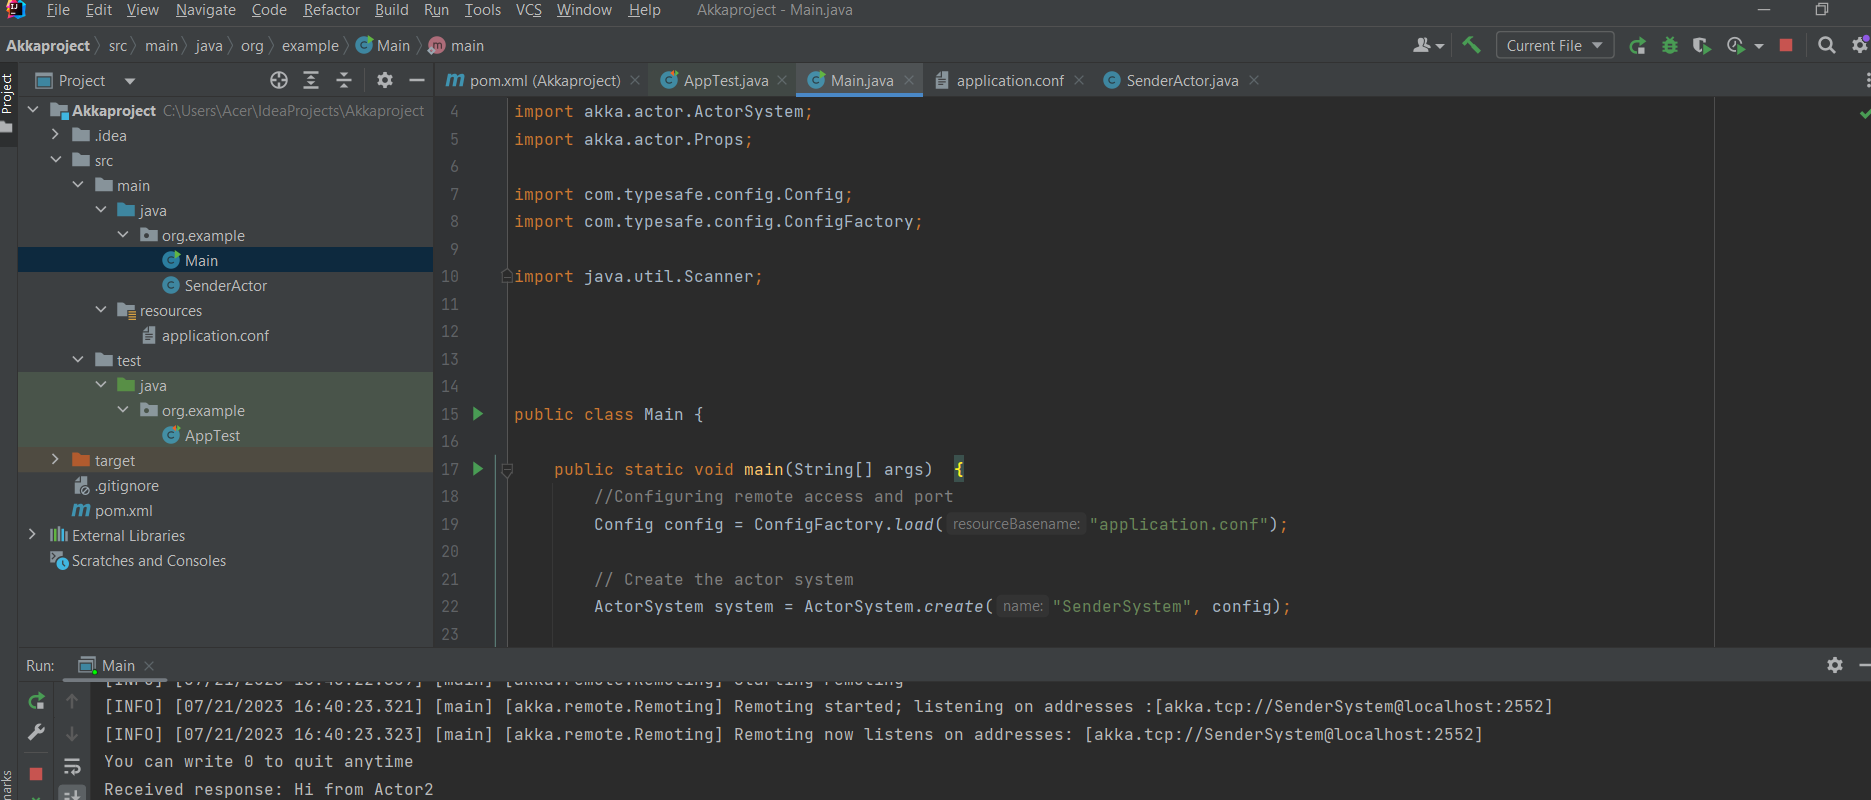 File Edit View Navigate Code Refactor Build Run Tools VCS Window Help Akkaproject - Main.java
Akkaproject src main java org example Main main Current File
Project
Project
pom.xml (Akkaproject) AppTest.java Main.java application.conf SenderActor.java
Akkaproject C:\Users\Acer\IdeaProjects\Akkaproject
.idea
src
main
java
org.example
Main
SenderActor
resources
application.conf
test
java
org.example
AppTest
target
.gitignore
pom.xml
External Libraries
Scratches and Consoles
4 import akka.actor.ActorSystem;
5 import akka.actor.Props;
6
7 import com.typesafe.config.Config;
8 import com.typesafe.config.ConfigFactory;
9
10 import java.util.Scanner;
11
12
13
14
15 public class Main {
16
17 public static void main(String[] args) {
18 //Configuring remote access and port
19 Config config = ConfigFactory.load( resourceBasename: "application.conf");
20
21 // Create the actor system
22 ActorSystem system = ActorSystem.create( name: "SenderSystem", config);
23
Run: Main
[INFO] [main] [akka.remote.Remoting] Starting remoting
[INFO] [07/21/2023 16:40:23.321] [main] [akka.remote.Remoting] Remoting started; listening on addresses :[akka.tcp://SenderSystem@localhost:2552]
[INFO] [07/21/2023 16:40:23.323] [main] [akka.remote.Remoting] Remoting now listens on addresses: [akka.tcp://SenderSystem@localhost:2552]
You can write 0 to quit anytime
Received response: Hi from Actor2